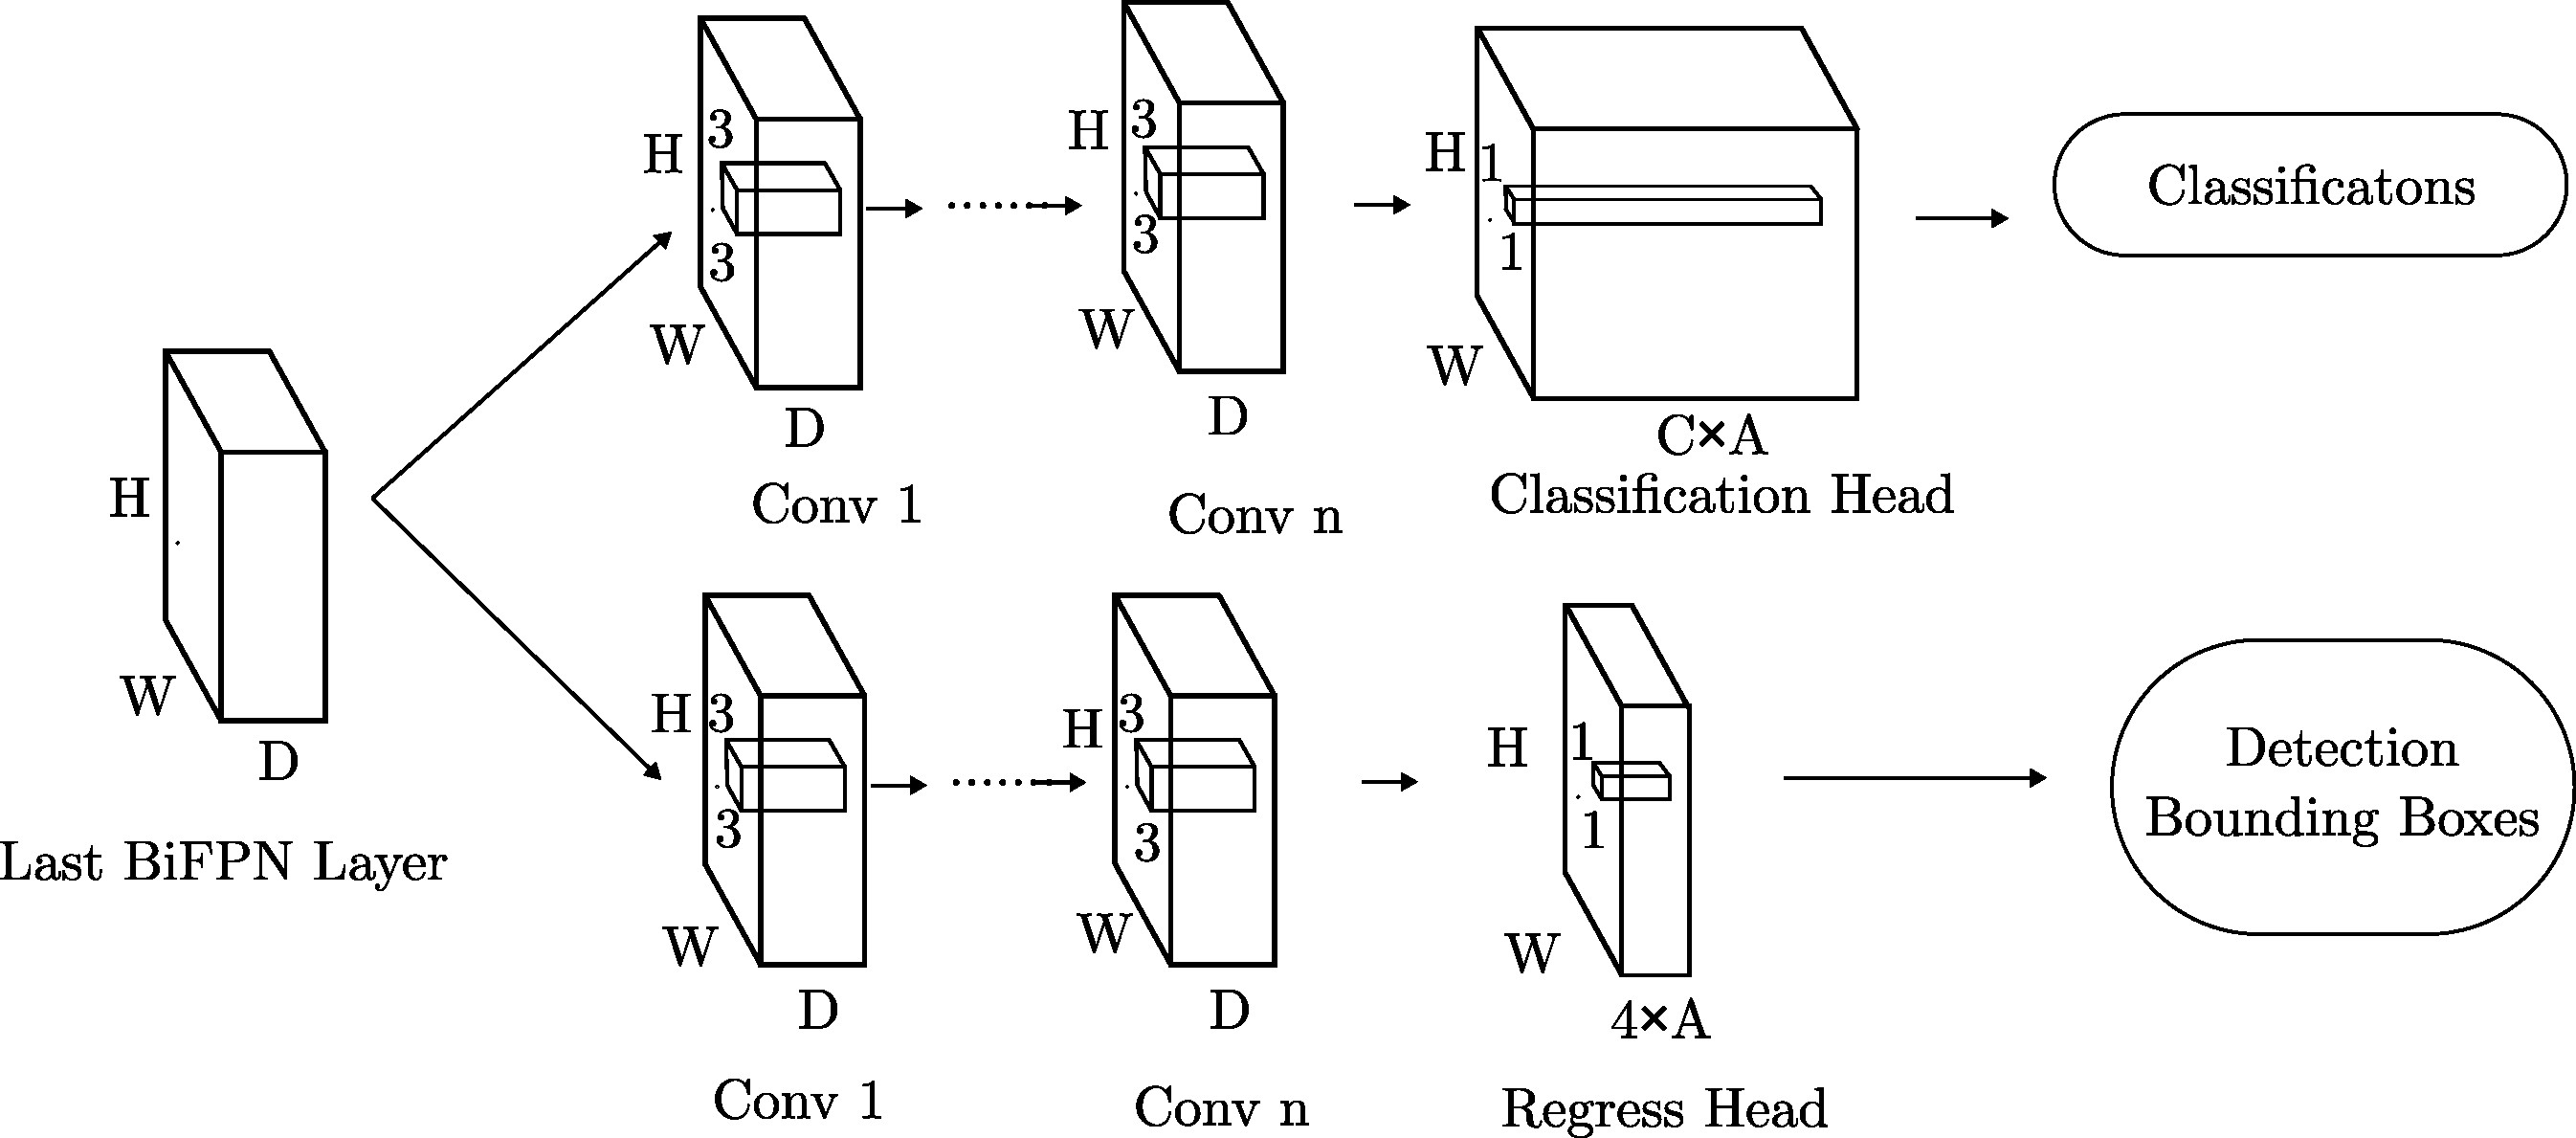 H
W
D
Last BiFPN Layer
H
3
3
W
D
Conv 1
H
3
3
W
D
Conv n
H
1
1
W
C×A
Classification Head
Classificatons
H
3
3
W
D
Conv 1
H
3
3
W
D
Conv n
H
1
1
W
4×A
Regress Head
Detection
Bounding Boxes